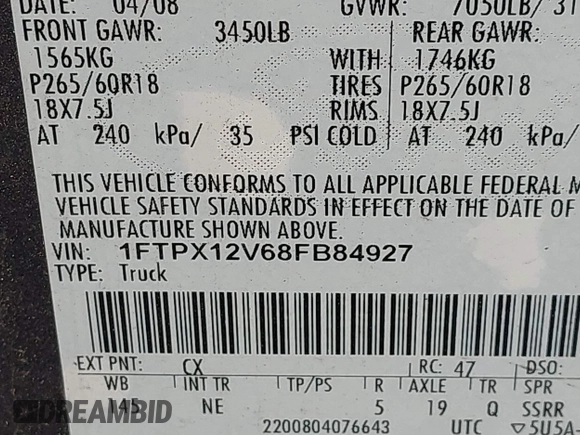 DATE: 04/08 GVWR: 7050LB/ 31
FRONT GAWR: 3450LB REAR GAWR:
1565KG WITH 1746KG
P265/60R18 TIRES P265/60R18
18X7.5J RIMS 18X7.5J
AT 240 kPa/ 35 PSI COLD AT 240 kPa/
THIS VEHICLE CONFORMS TO ALL APPLICABLE FEDERAL M
VEHICLE SAFETY STANDARDS IN EFFECT ON THE DATE OF
MANUFACTURE SHOWN ABOVE.
VIN: 1FTPX12V68FB84927
TYPE: Truck
EXT PNT: CX RC: 47 DSO:
WB INT TR TP/PS R AXLE TR SPR
145 NE 5 19 Q SSRR
2200804076643 UTC ▽5U5A-
RIDESAFELY
AUTOBIDMASTER